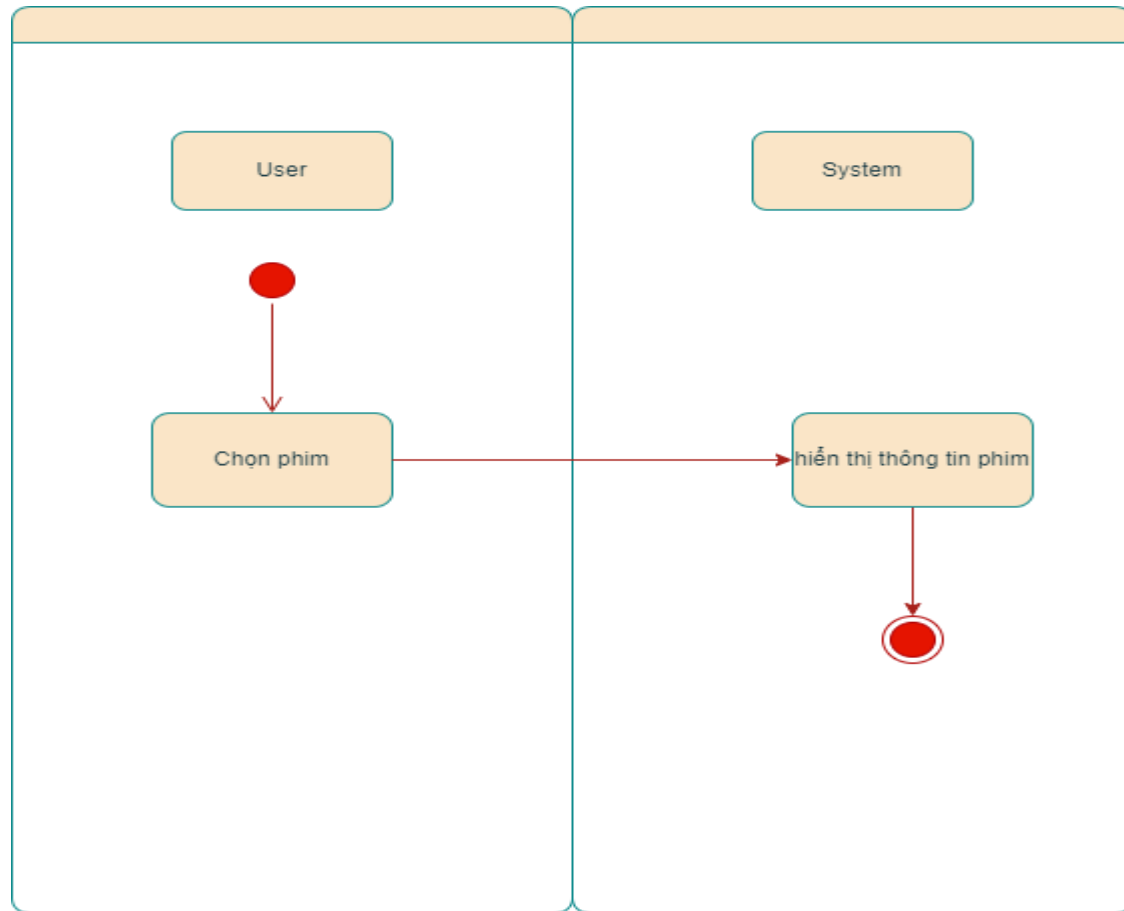 User
System
Chọn phim
hiển thị thông tin phim